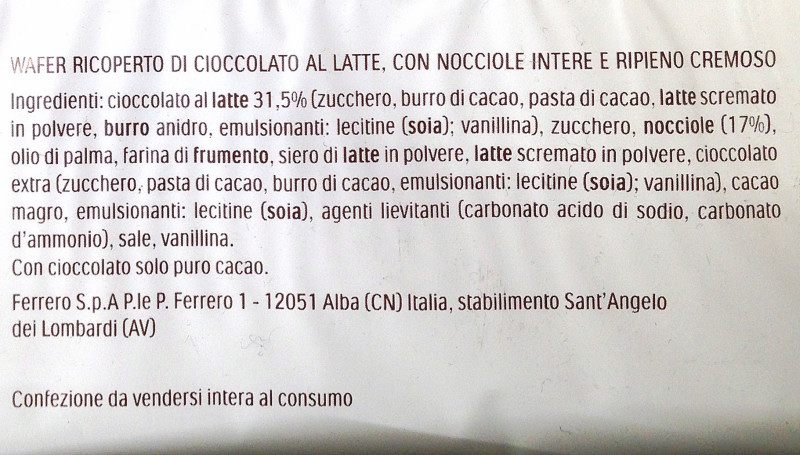 WAFER RICOPERTO DI CIOCCOLATO AL LATTE, CON NOCCIOLE INTERE E RIPIENO CREMOSO
Ingredienti: cioccolato al latte 31,5% (zucchero, burro di cacao, pasta di cacao, latte scremato
in polvere, burro anidro, emulsionanti: lecitine (soia); vanillina), zucchero, nocciole (17%),
olio di palma, farina di frumento, siero di latte in polvere, latte scremato in polvere, cioccolato
extra (zucchero, pasta di cacao, burro di cacao, emulsionanti: lecitine (soia); vanillina), cacao
magro, emulsionanti: lecitine (soia), agenti lievitanti (carbonato acido di sodio, carbonato
d'ammonio), sale, vanillina.
Con cioccolato solo puro cacao.
Ferrero S.p.A P.le P. Ferrero 1 - 12051 Alba (CN) Italia, stabilimento Sant'Angelo
dei Lombardi (AV)
Confezione da vendersi intera al consumo